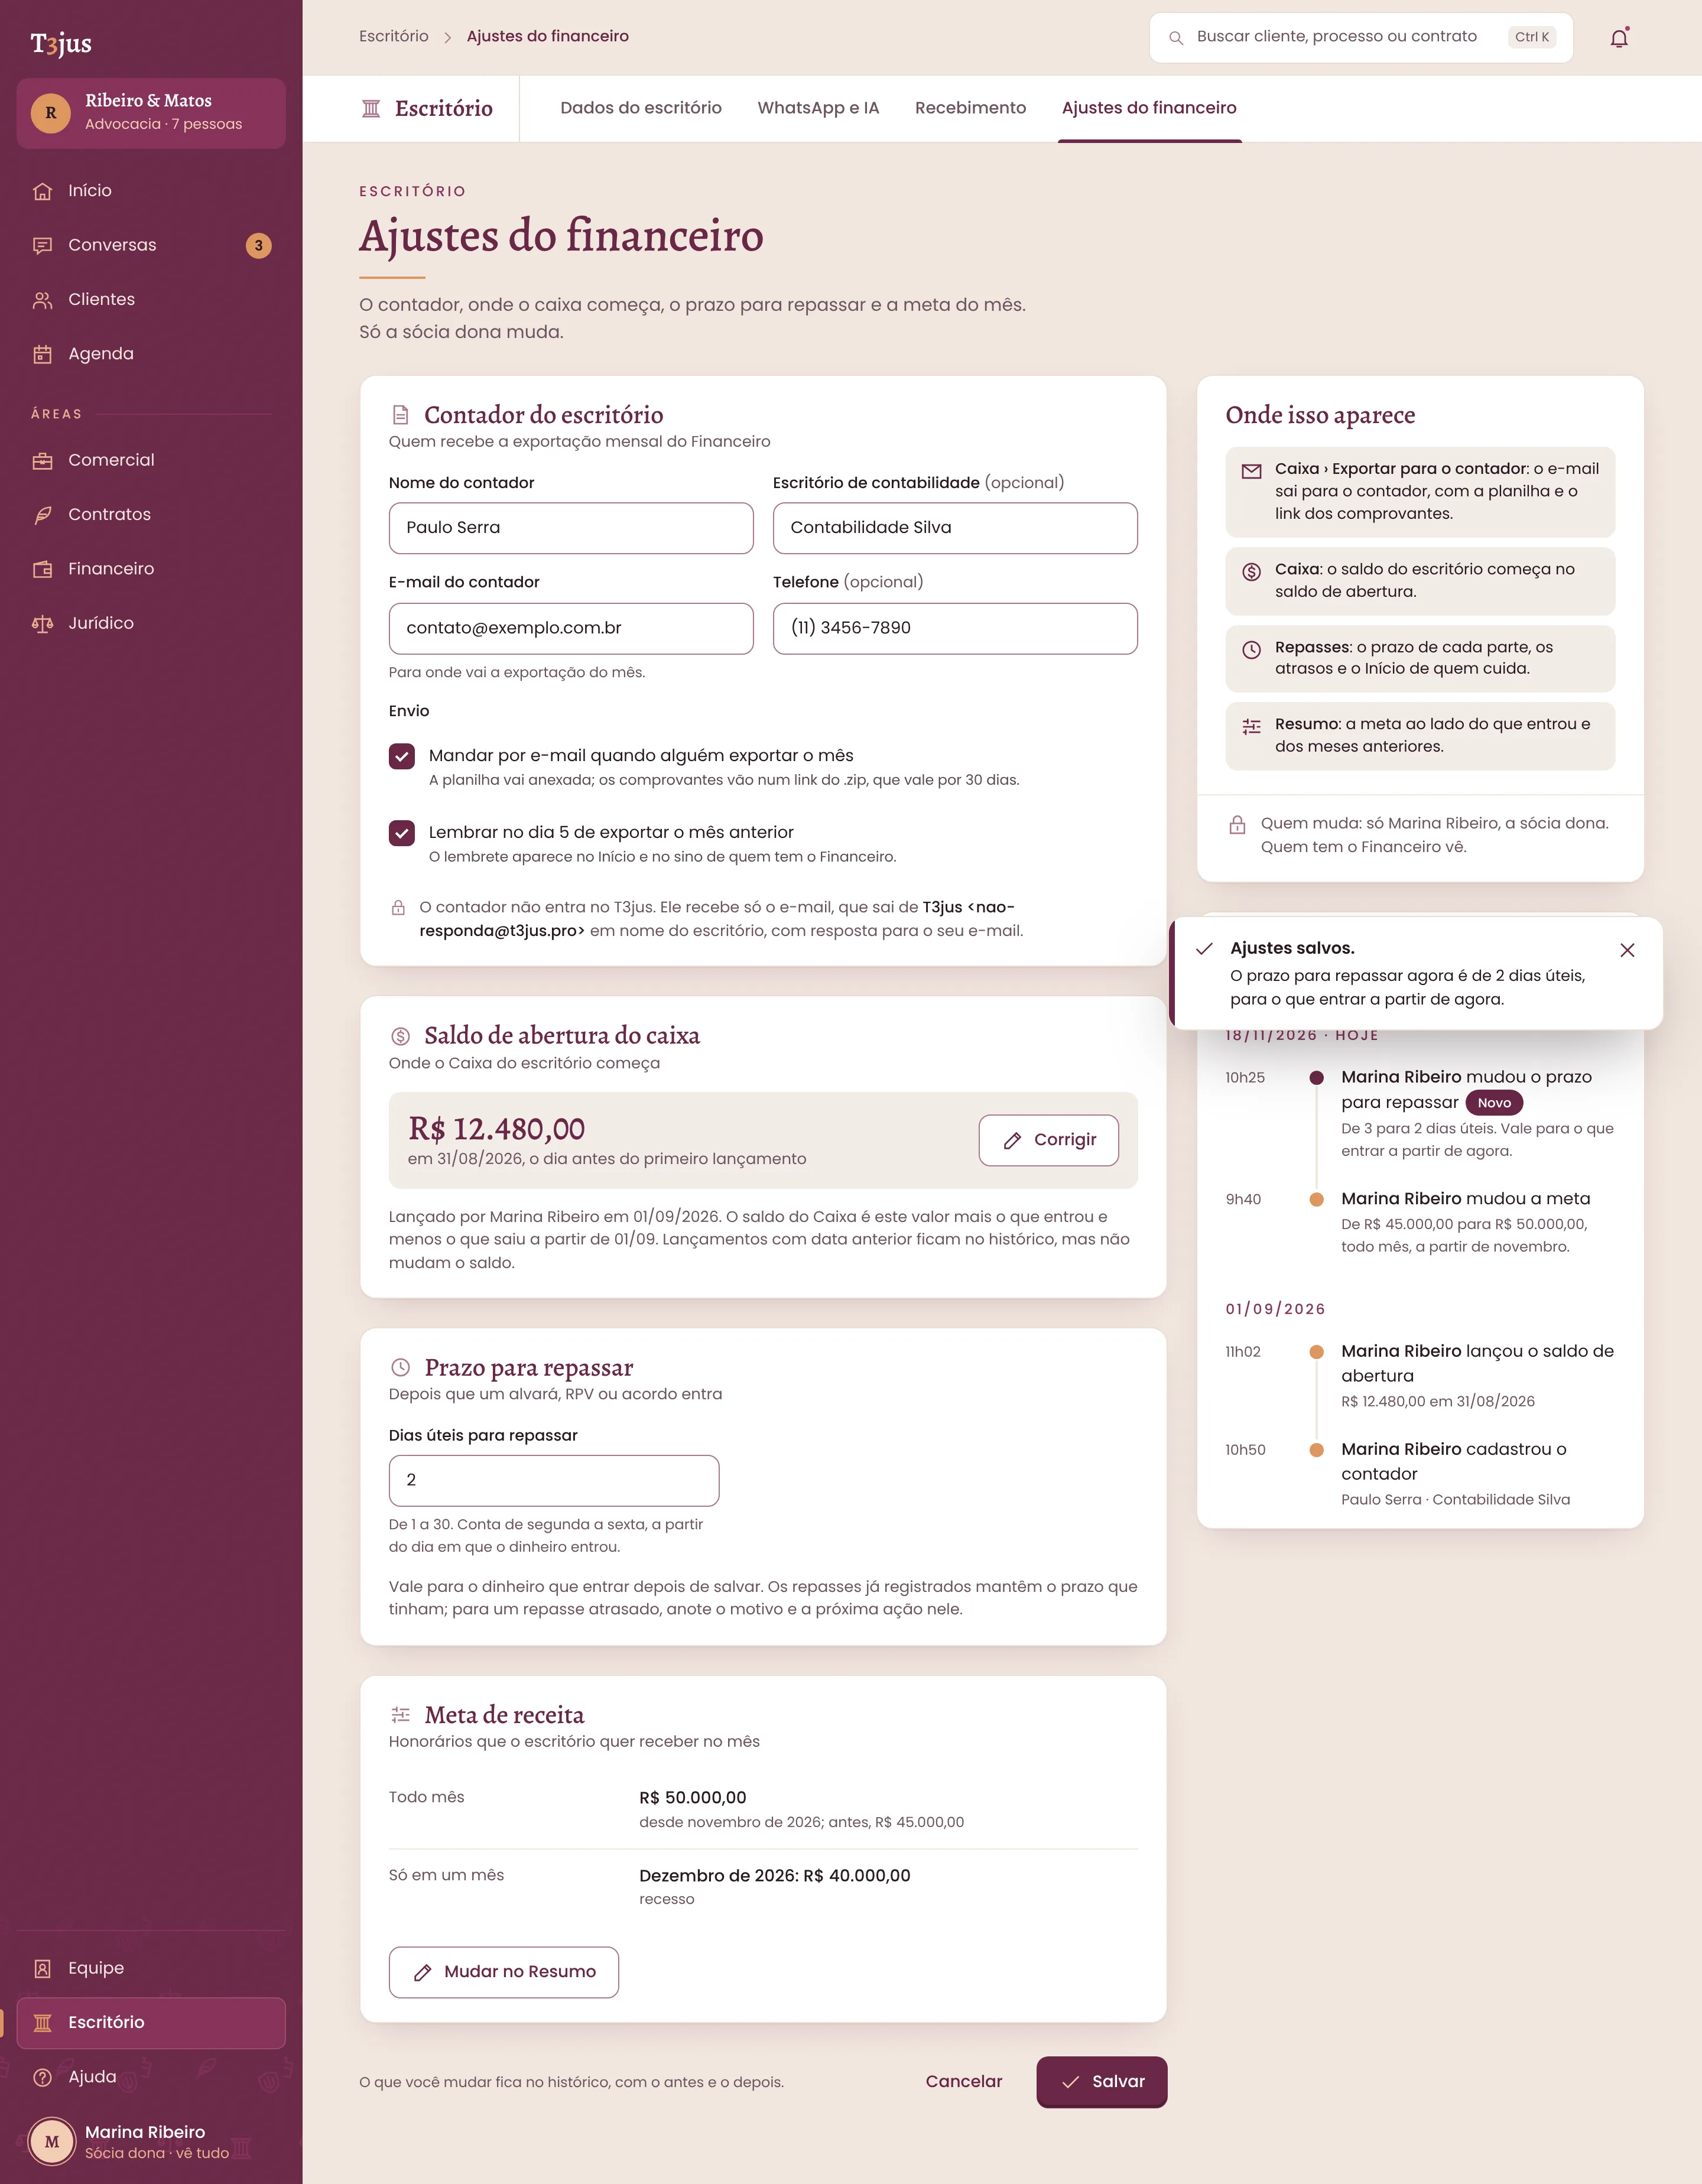 T3jus
R
Ribeiro & Matos
Advocacia · 7 pessoas
Início
Conversas
3
Clientes
Agenda
ÁREAS
Comercial
Contratos
Financeiro
Jurídico
Equipe
Escritório
Ajuda
M
Marina Ribeiro
Sócia dona · vê tudo
Escritório
Ajustes do financeiro
Buscar cliente, processo ou contrato
Ctrl K
Escritório
Dados do escritório
WhatsApp e IA
Recebimento
Ajustes do financeiro
ESCRITÓRIO
Ajustes do financeiro
O contador, onde o caixa começa, o prazo para repassar e a meta do mês.
Só a sócia dona muda.
Contador do escritório
Quem recebe a exportação mensal do Financeiro
Nome do contador
Paulo Serra
Escritório de contabilidade (opcional)
Contabilidade Silva
E-mail do contador
contato@exemplo.com.br
Para onde vai a exportação do mês.
Telefone (opcional)
(11) 3456-7890
Envio
Mandar por e-mail quando alguém exportar o mês
A planilha vai anexada; os comprovantes vão num link do .zip, que vale por 30 dias.
Lembrar no dia 5 de exportar o mês anterior
O lembrete aparece no Início e no sino de quem tem o Financeiro.
O contador não entra no T3jus. Ele recebe só o e-mail, que sai de T3jus <nao-
responda@t3jus.pro> em nome do escritório, com resposta para o seu e-mail.
Saldo de abertura do caixa
Onde o Caixa do escritório começa
R$ 12.480,00
em 31/08/2026, o dia antes do primeiro lançamento
Corrigir
Lançado por Marina Ribeiro em 01/09/2026. O saldo do Caixa é este valor mais o que entrou e
menos o que saiu a partir de 01/09. Lançamentos com data anterior ficam no histórico, mas não
mudam o saldo.
Prazo para repassar
Depois que um alvará, RPV ou acordo entra
Dias úteis para repassar
2
De 1 a 30. Conta de segunda a sexta, a partir
do dia em que o dinheiro entrou.
Vale para o dinheiro que entrar depois de salvar. Os repasses já registrados mantêm o prazo que
tinham; para um repasse atrasado, anote o motivo e a próxima ação nele.
Meta de receita
Honorários que o escritório quer receber no mês
Todo mês
R$ 50.000,00
desde novembro de 2026; antes, R$ 45.000,00
Só em um mês
Dezembro de 2026: R$ 40.000,00
recesso
Mudar no Resumo
O que você mudar fica no histórico, com o antes e o depois.
Cancelar
Salvar
Onde isso aparece
Caixa › Exportar para o contador: o e-mail
sai para o contador, com a planilha e o
link dos comprovantes.
Caixa: o saldo do escritório começa no
saldo de abertura.
Repasses: o prazo de cada parte, os
atrasos e o Início de quem cuida.
Resumo: a meta ao lado do que entrou e
dos meses anteriores.
Quem muda: só Marina Ribeiro, a sócia dona.
Quem tem o Financeiro vê.
Ajustes salvos.
O prazo para repassar agora é de 2 dias úteis,
para o que entrar a partir de agora.
18/11/2026 · HOJE
10h25
Marina Ribeiro mudou o prazo
para repassar
Novo
De 3 para 2 dias úteis. Vale para o que
entrar a partir de agora.
9h40
Marina Ribeiro mudou a meta
De R$ 45.000,00 para R$ 50.000,00,
todo mês, a partir de novembro.
01/09/2026
11h02
Marina Ribeiro lançou o saldo de
abertura
R$ 12.480,00 em 31/08/2026
10h50
Marina Ribeiro cadastrou o
contador
Paulo Serra · Contabilidade Silva